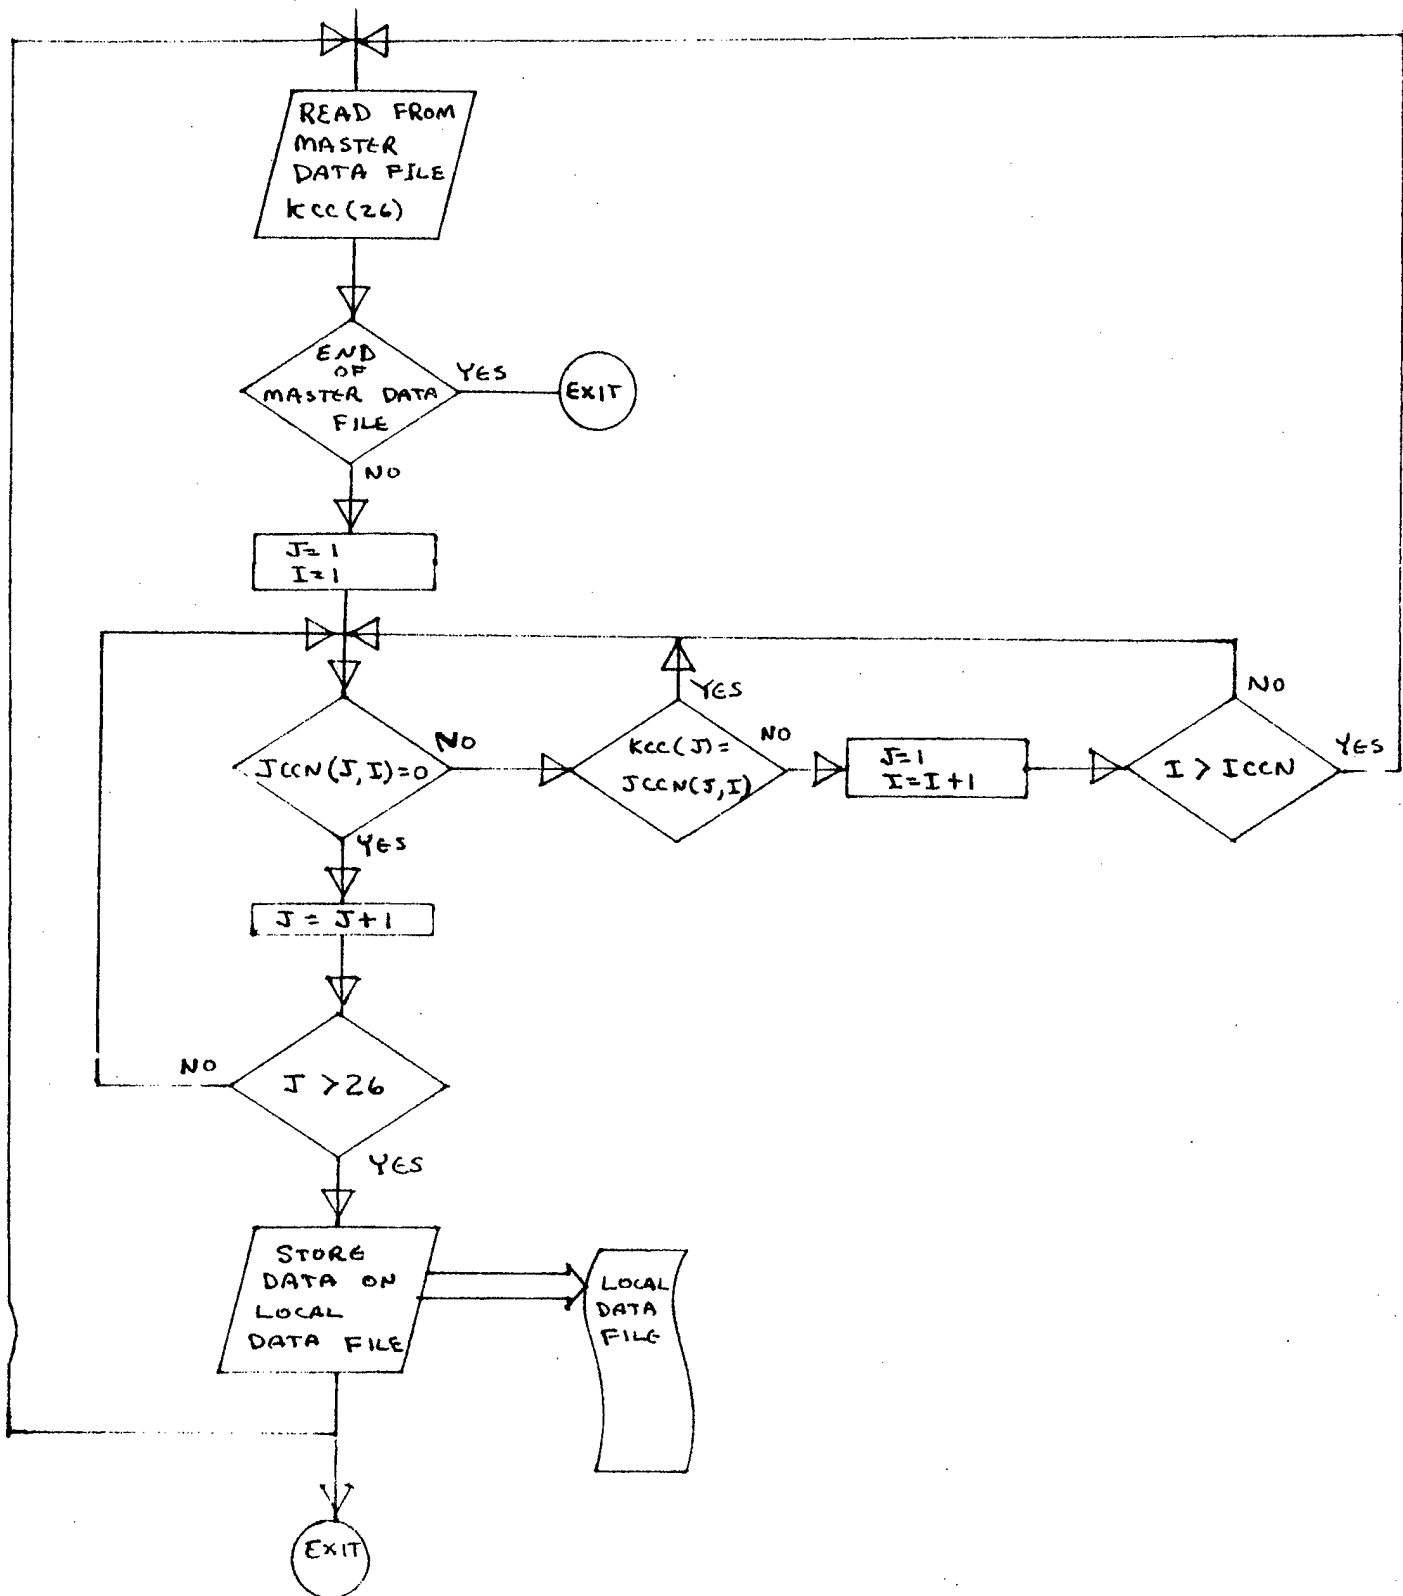 READ FROM
MASTER
DATA FILE
KCC(26)
END
OF
MASTER DATA
FILE
YES
EXIT
NO
J=1
I=1
JCCN(J,I)=0
NO
KCC(J)=
JCCN(J,I)
YES
NO
J=1
I=I+1
I > ICCN
NO
YES
YES
J = J+1
J > 26
NO
YES
STORE
DATA ON
LOCAL
DATA FILE
LOCAL
DATA
FILE
EXIT